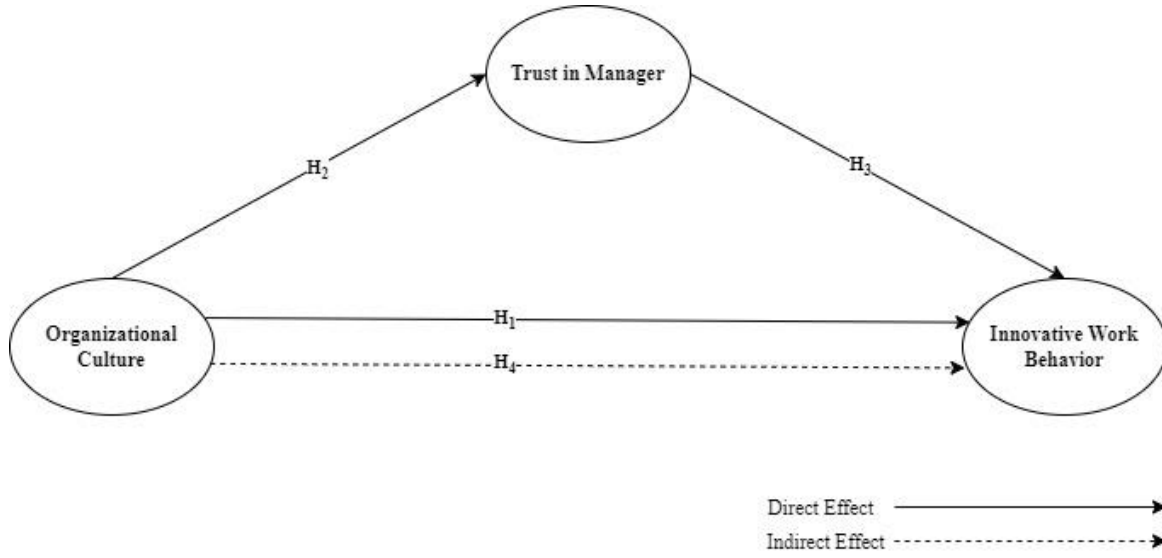 Trust in Manager
H2
H3
Organizational
Culture
H1
H4
Innovative Work
Behavior
Direct Effect
Indirect Effect